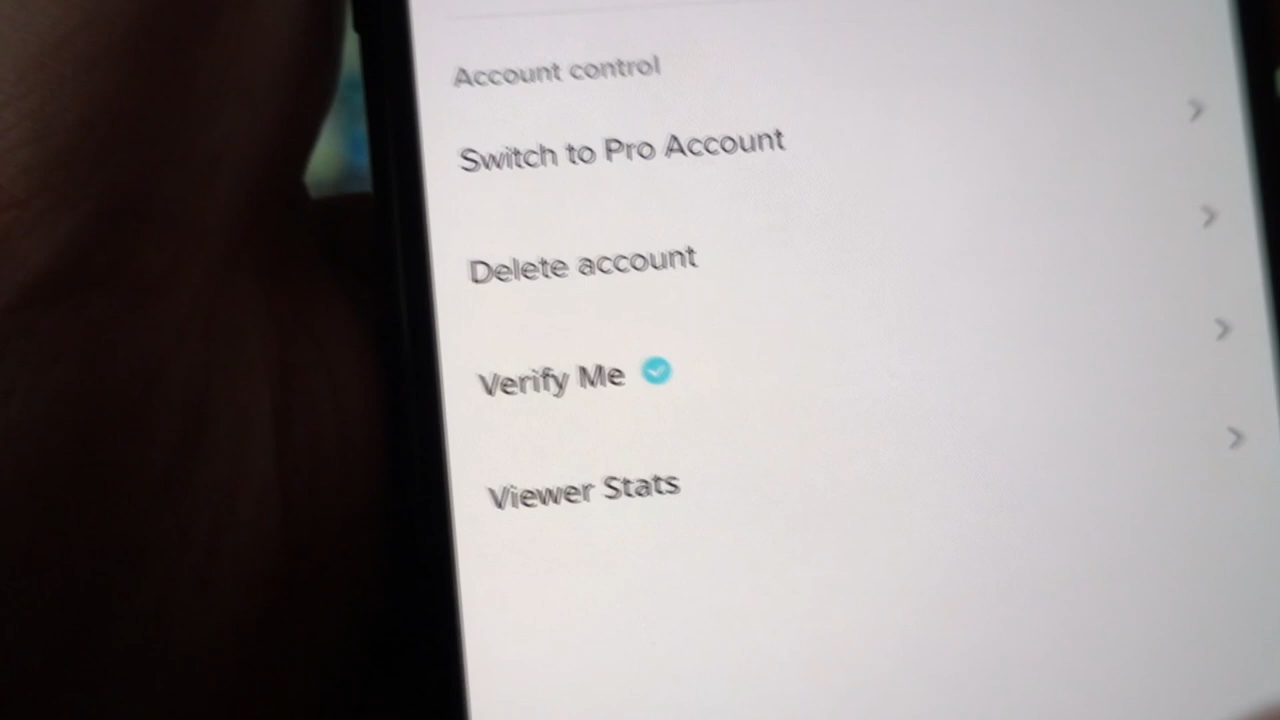 Account control
Switch to Pro Account
Delete account
Verify Me
Viewer Stats